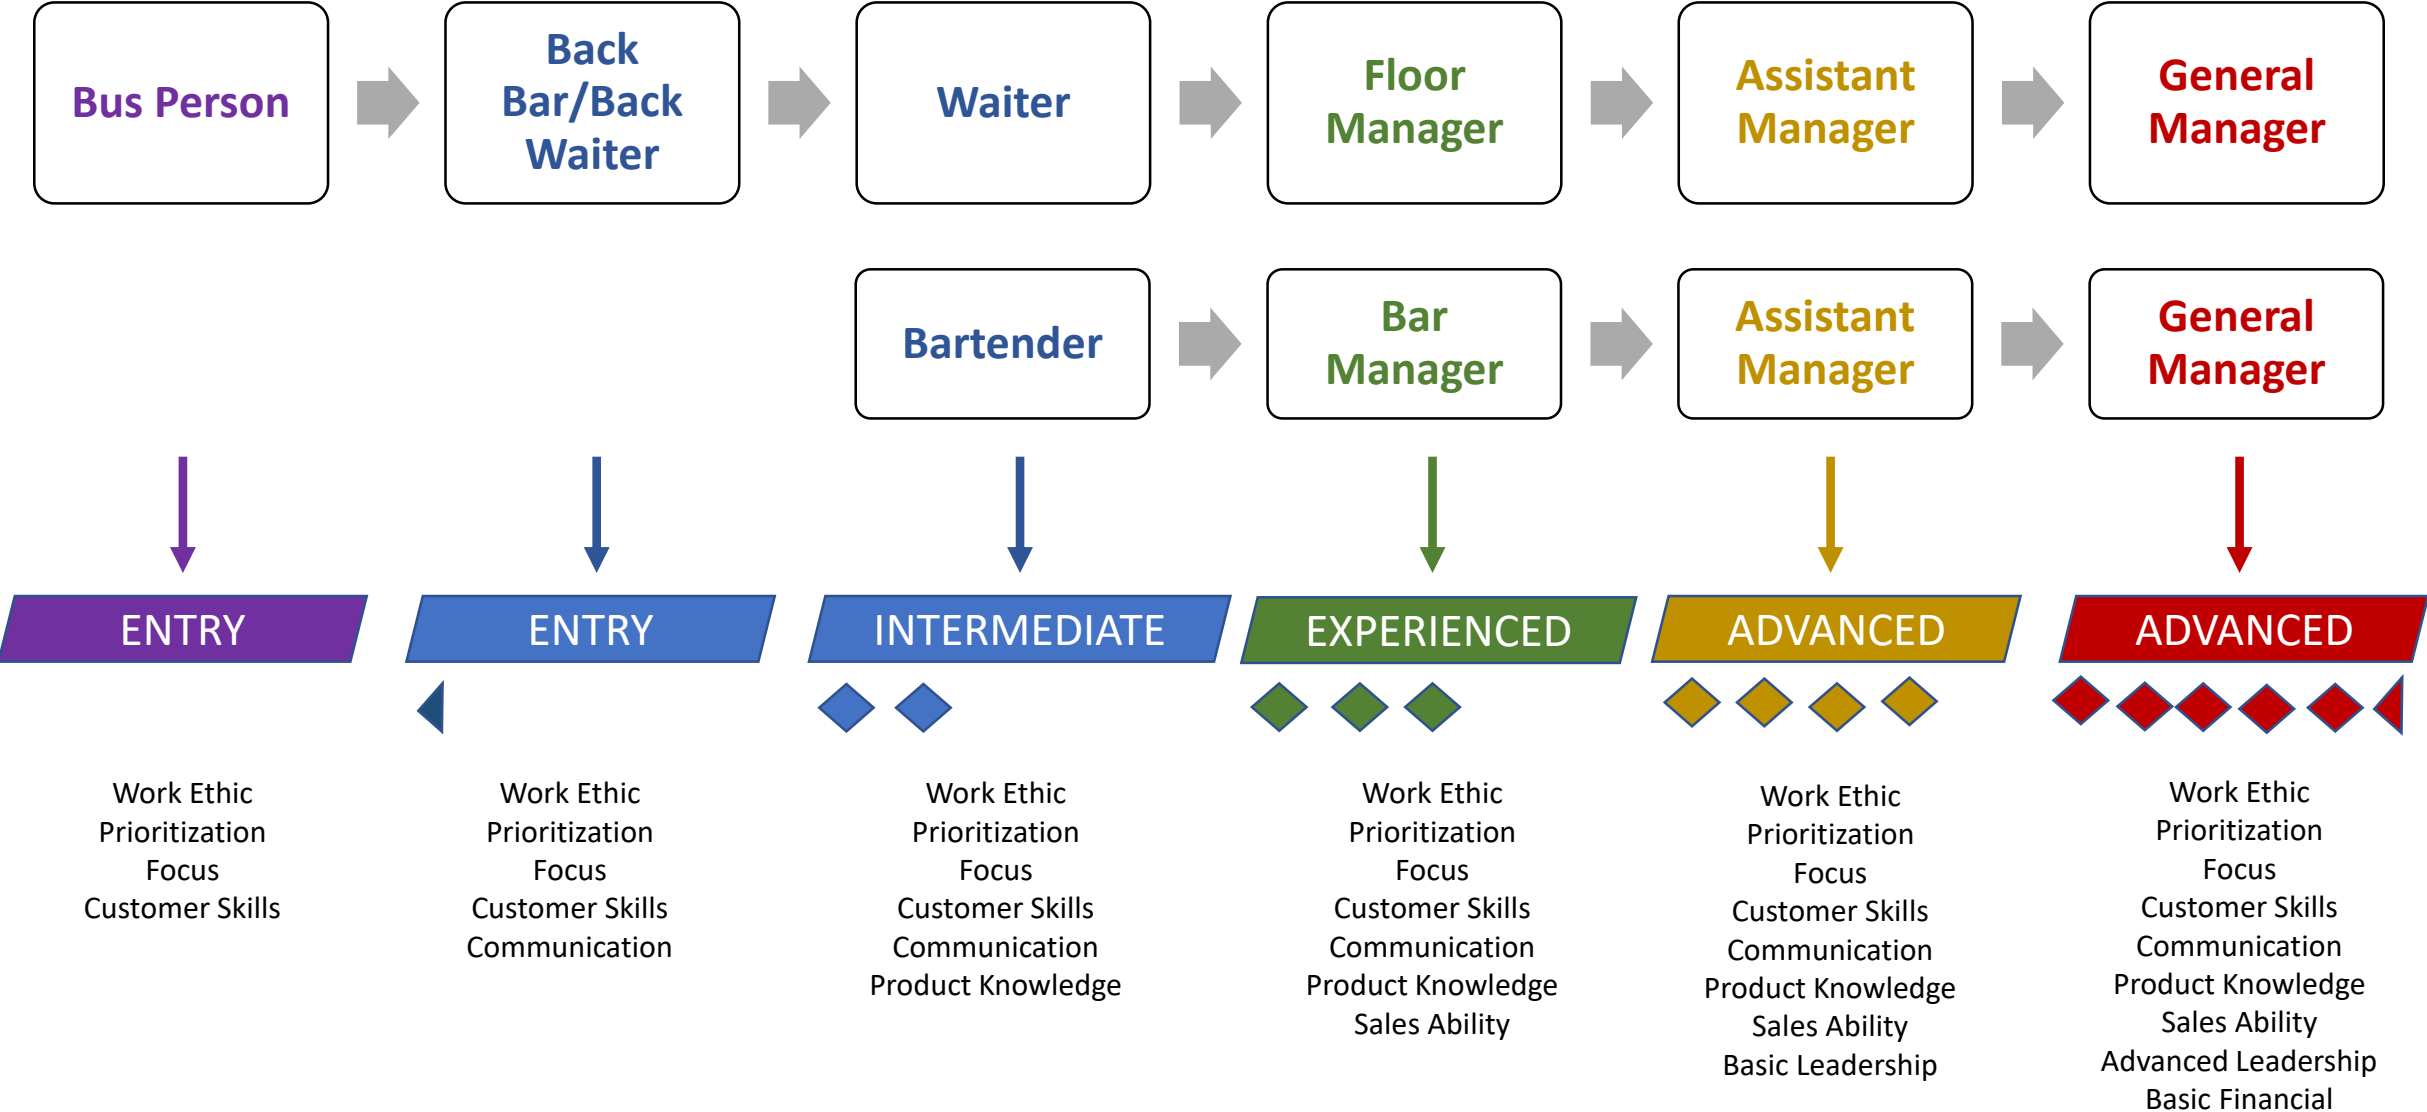 Bus Person
Back
Bar/Back
Waiter
Waiter
Floor
Manager
Assistant
Manager
General
Manager
Bartender
Bar
Manager
Assistant
Manager
General
Manager
ENTRY
ENTRY
INTERMEDIATE
EXPERIENCED
ADVANCED
ADVANCED
Work Ethic
Prioritization
Focus
Customer Skills
Work Ethic
Prioritization
Focus
Customer Skills
Communication
Work Ethic
Prioritization
Focus
Customer Skills
Communication
Product Knowledge
Work Ethic
Prioritization
Focus
Customer Skills
Communication
Product Knowledge
Sales Ability
Work Ethic
Prioritization
Focus
Customer Skills
Communication
Product Knowledge
Sales Ability
Basic Leadership
Work Ethic
Prioritization
Focus
Customer Skills
Communication
Product Knowledge
Sales Ability
Advanced Leadership
Basic Financial